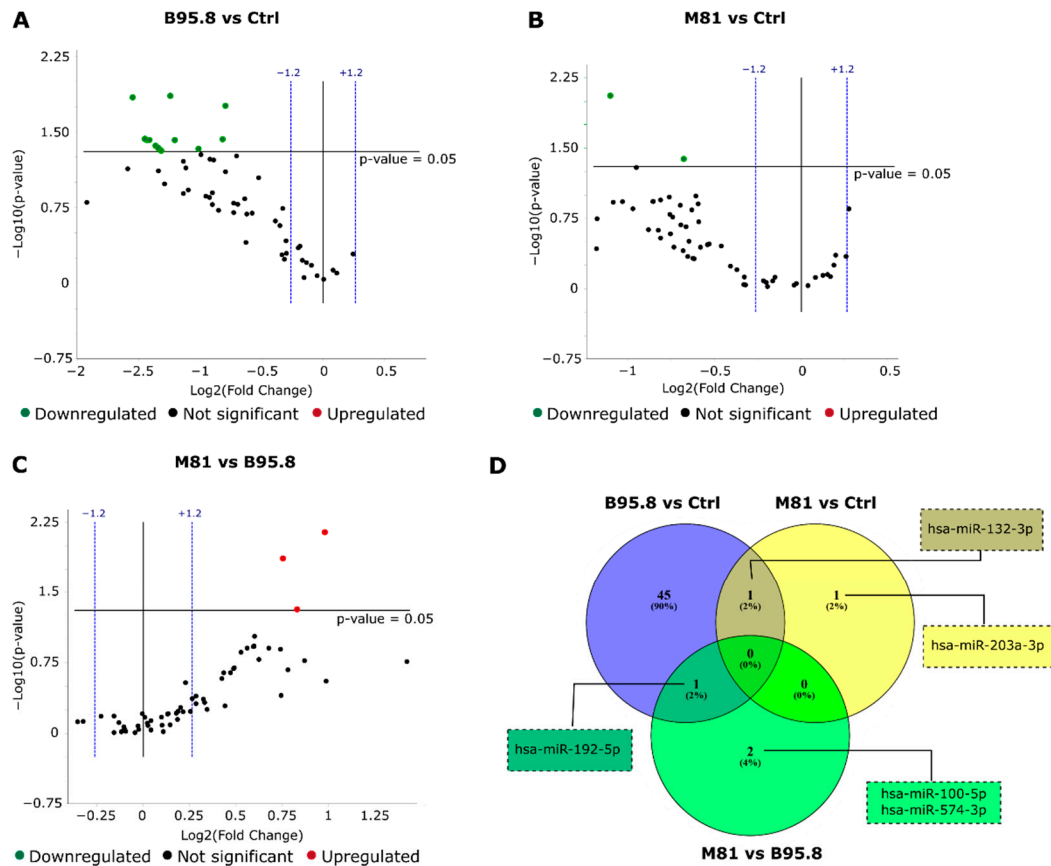 A
B95.8 vs Ctrl
2.25
1.50
0.75
0
−0.75
−Log10(p-value)
−1.2
+1.2
p-value = 0.05
−2 −1.5 −1.0 −0.5 0 0.5
Log2(Fold Change)
Downregulated Not significant Upregulated
B
M81 vs Ctrl
2.25
1.50
0.75
0
−0.75
−Log10(p-value)
−1.2
+1.2
p-value = 0.05
−1 −0.5 0 0.5
Log2(Fold Change)
Downregulated Not significant Upregulated
C
M81 vs B95.8
2.25
1.5
0.75
0
−0.75
−Log10(p-value)
−1.2
+1.2
p-value = 0.05
−0.25 0 0.25 0.5 0.75 1 1.25
Log2(Fold Change)
Downregulated Not significant Upregulated
D
B95.8 vs Ctrl
M81 vs Ctrl
hsa-miR-132-3p
45
(90%)
1
(2%)
1
(2%)
hsa-miR-203a-3p
0
(0%)
1
(2%)
0
(0%)
hsa-miR-192-5p
2
(4%)
hsa-miR-100-5p
hsa-miR-574-3p
M81 vs B95.8